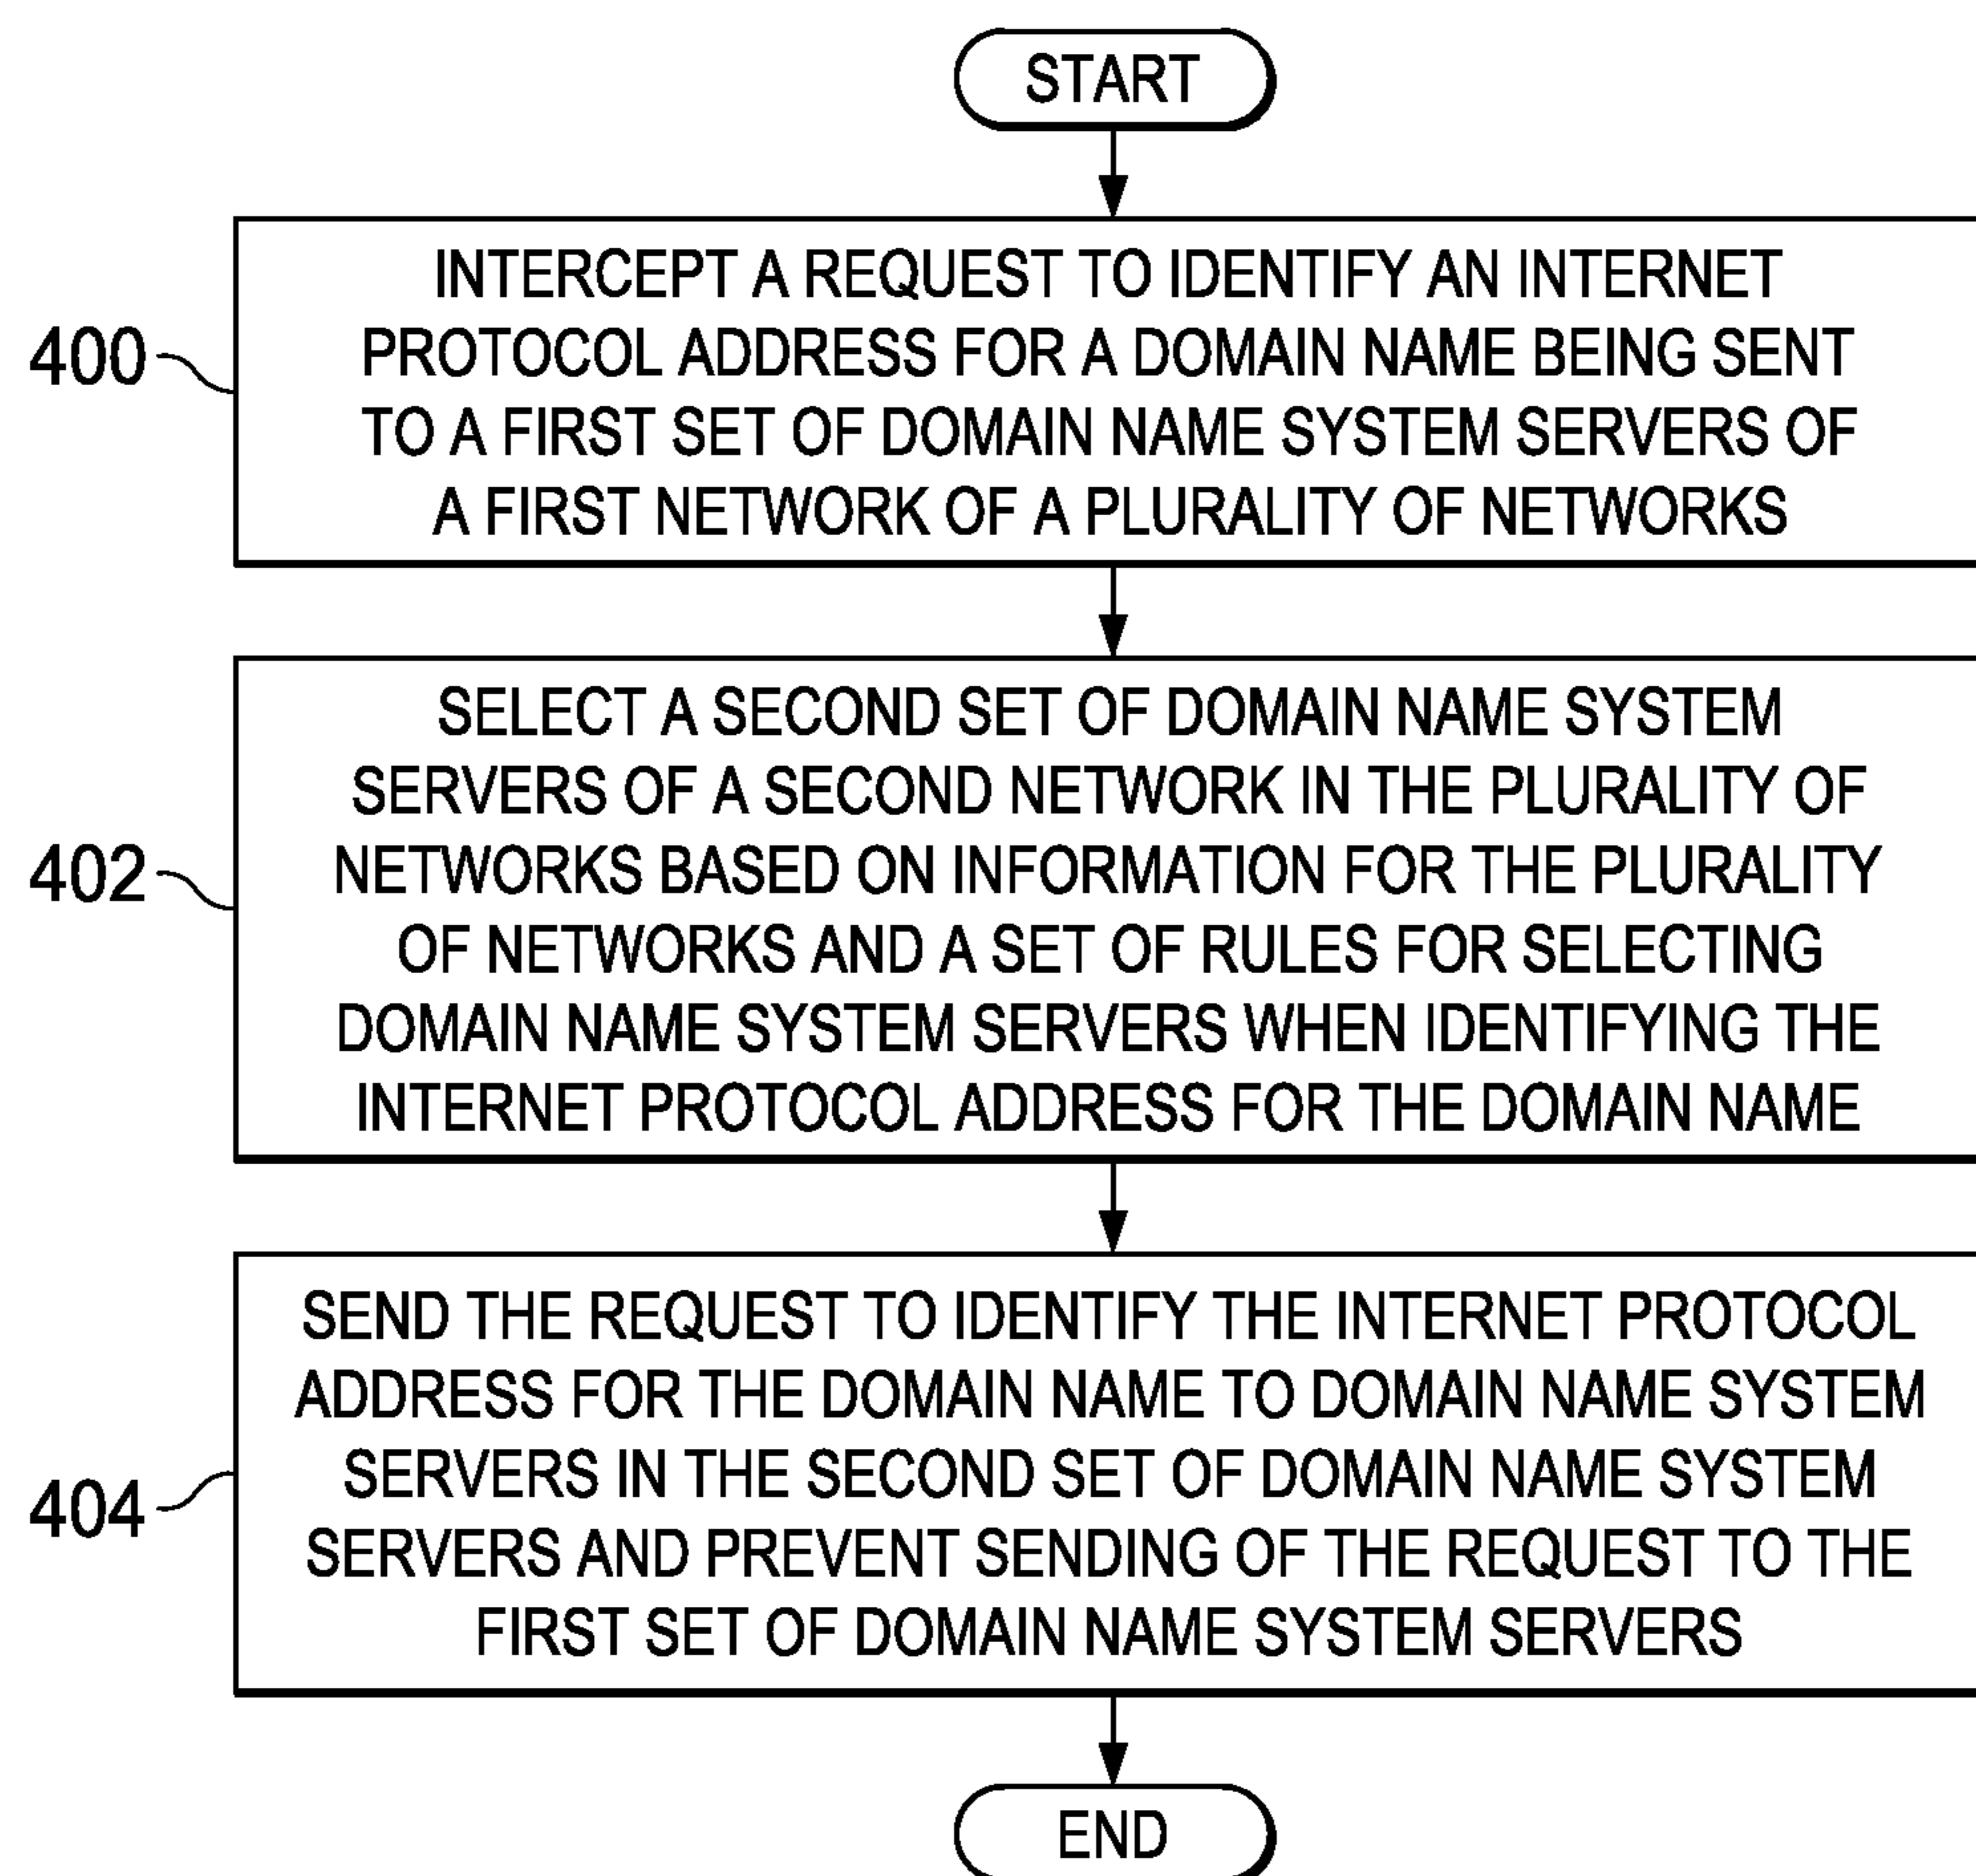 START
INTERCEPT A REQUEST TO IDENTIFY AN INTERNET
PROTOCOL ADDRESS FOR A DOMAIN NAME BEING SENT
TO A FIRST SET OF DOMAIN NAME SYSTEM SERVERS OF
A FIRST NETWORK OF A PLURALITY OF NETWORKS
400
SELECT A SECOND SET OF DOMAIN NAME SYSTEM
SERVERS OF A SECOND NETWORK IN THE PLURALITY OF
NETWORKS BASED ON INFORMATION FOR THE PLURALITY
OF NETWORKS AND A SET OF RULES FOR SELECTING
DOMAIN NAME SYSTEM SERVERS WHEN IDENTIFYING THE
INTERNET PROTOCOL ADDRESS FOR THE DOMAIN NAME
402
SEND THE REQUEST TO IDENTIFY THE INTERNET PROTOCOL
ADDRESS FOR THE DOMAIN NAME TO DOMAIN NAME SYSTEM
SERVERS IN THE SECOND SET OF DOMAIN NAME SYSTEM
SERVERS AND PREVENT SENDING OF THE REQUEST TO THE
FIRST SET OF DOMAIN NAME SYSTEM SERVERS
404
END